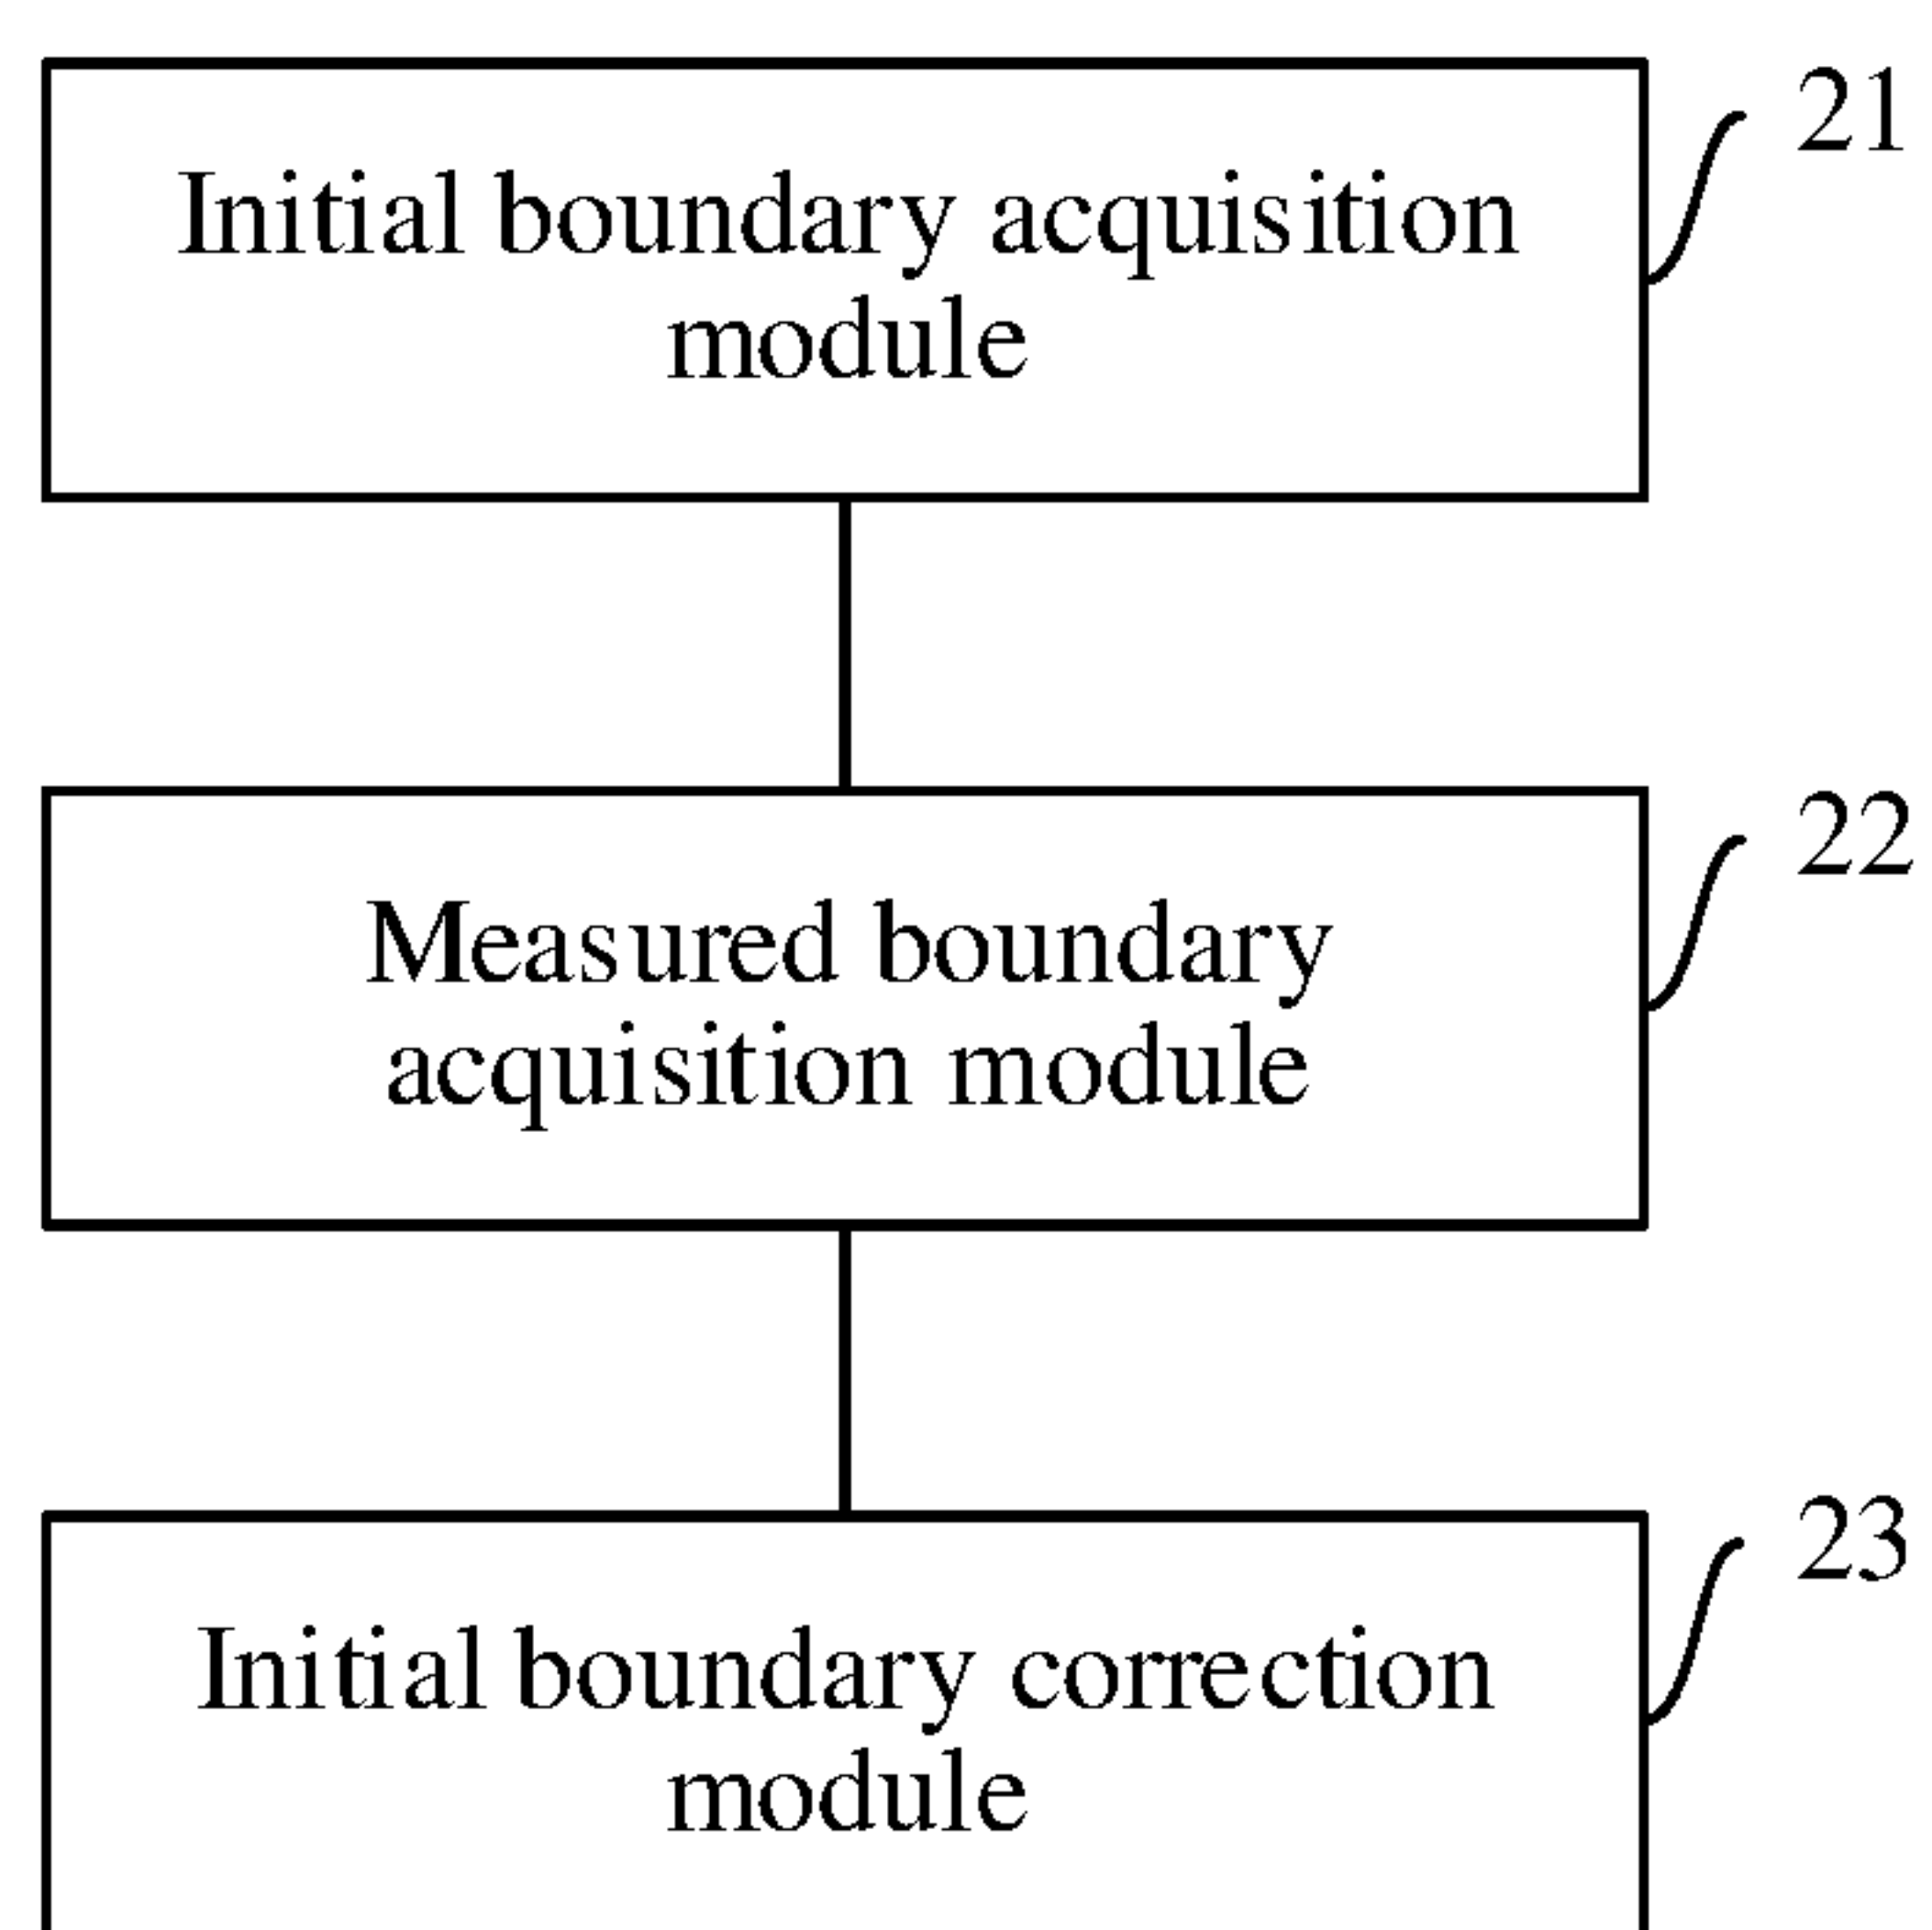 21
Initial boundary acquisition
module
22
Measured boundary
acquisition module
23
Initial boundary correction
module